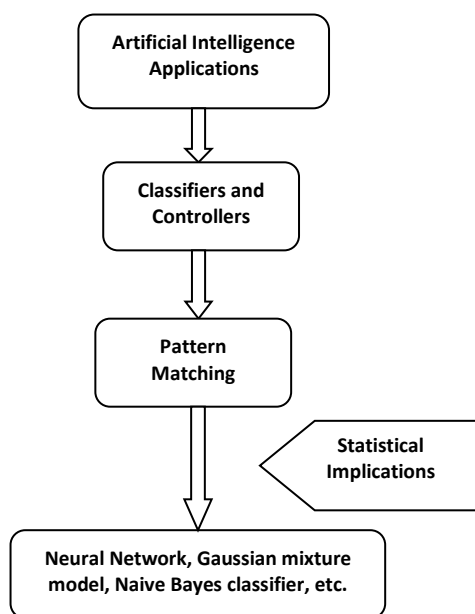 Artificial Intelligence
Applications
Classifiers and
Controllers
Pattern
Matching
Statistical
Implications
Neural Network, Gaussian mixture
model, Naive Bayes classifier, etc.